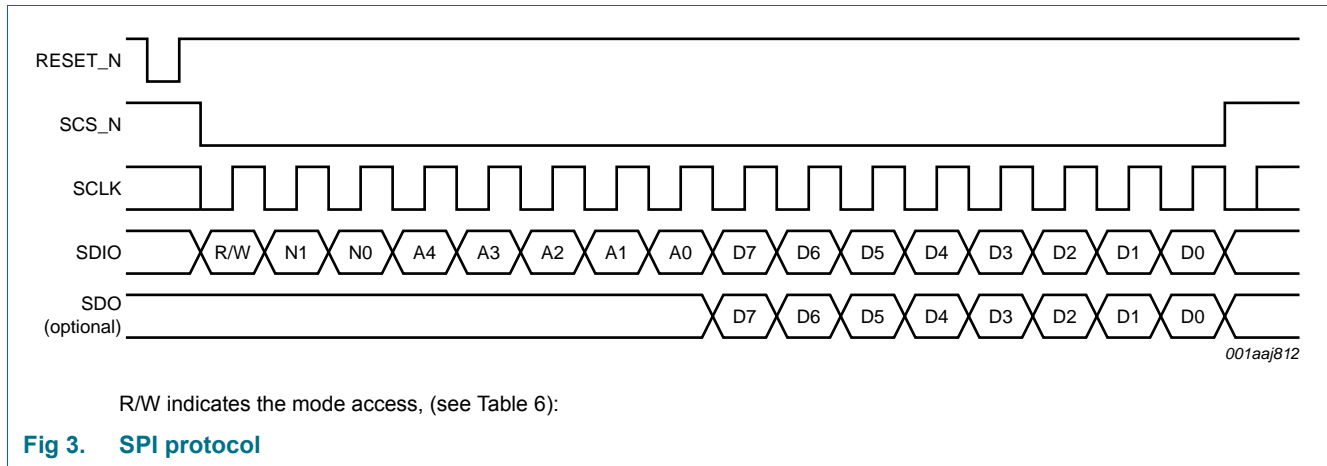 RESET_N
SCS_N
SCLK
SDIO R/W N1 N0 A4 A3 A2 A1 A0 D7 D6 D5 D4 D3 D2 D1 D0
SDO
(optional) D7 D6 D5 D4 D3 D2 D1 D0
001aaj812
R/W indicates the mode access, (see Table 6):
Fig 3. SPI protocol